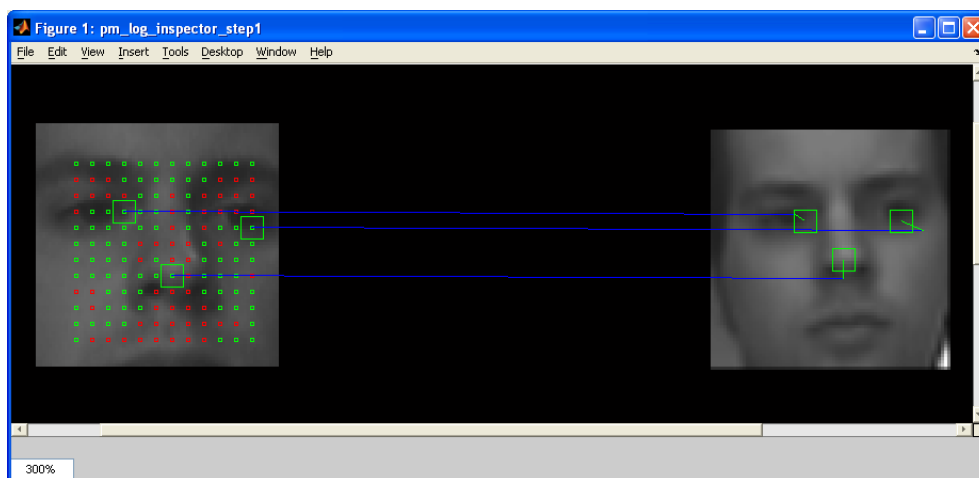 Figure 1: pm_log_inspector_step1
File Edit View Insert Tools Desktop Window Help
300%